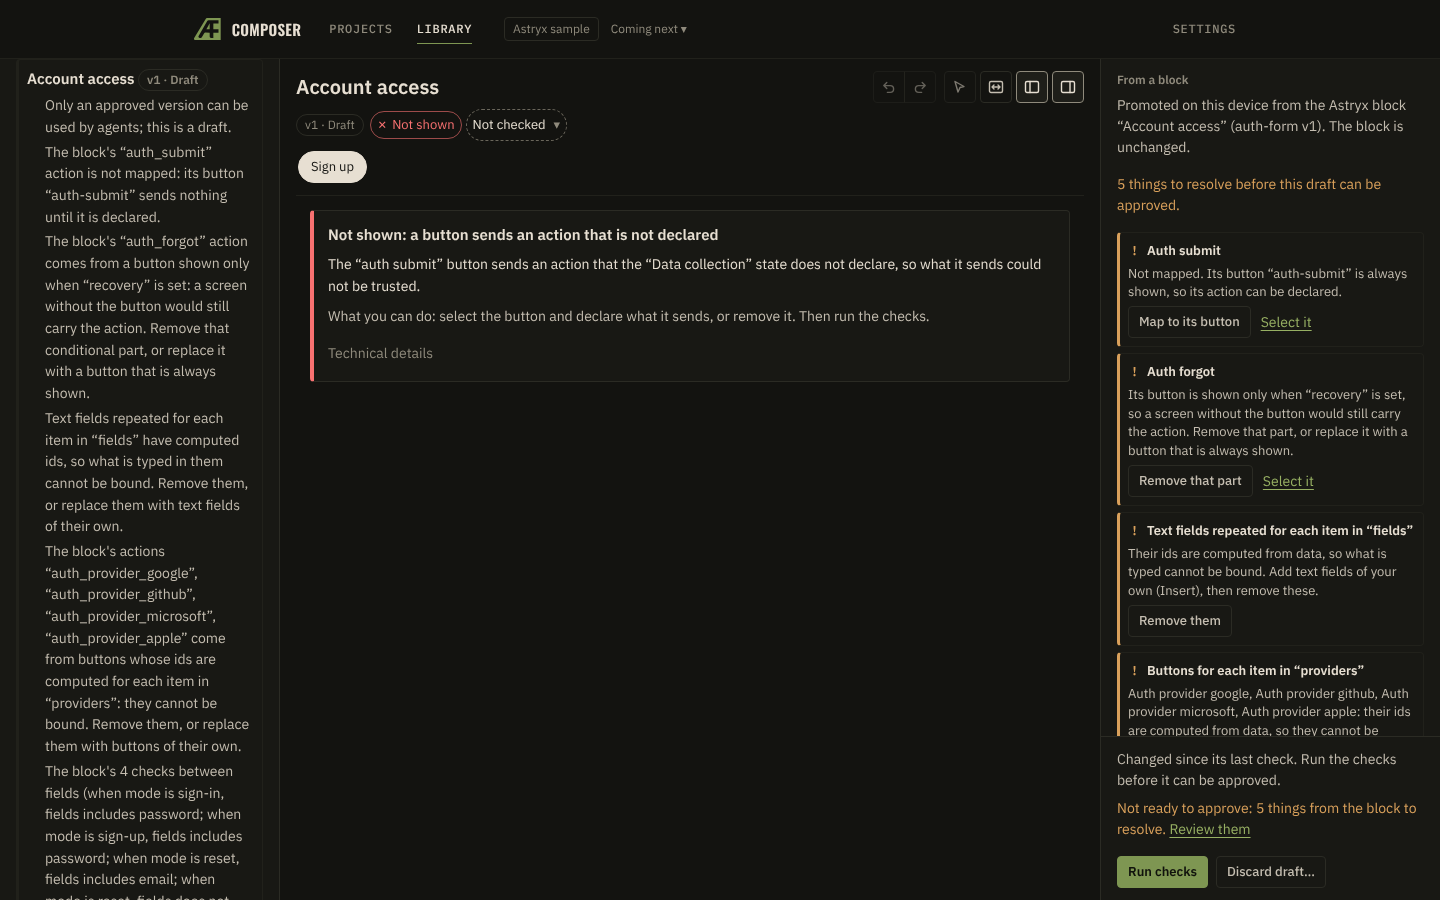 COMPOSER
PROJECTS
LIBRARY
Astryx sample
Coming next ▾
SETTINGS
Account access
v1 · Draft
Only an approved version can be
used by agents; this is a draft.
The block's “auth_submit”
action is not mapped: its button
“auth-submit” sends nothing
until it is declared.
The block's “auth_forgot” action
comes from a button shown only
when “recovery” is set: a screen
without the button would still
carry the action. Remove that
conditional part, or replace it
with a button that is always
shown.
Text fields repeated for each
item in “fields” have computed
ids, so what is typed in them
cannot be bound. Remove them,
or replace them with text fields
of their own.
The block's actions
“auth_provider_google”,
“auth_provider_github”,
“auth_provider_microsoft”,
“auth_provider_apple” come
from buttons whose ids are
computed for each item in
“providers”: they cannot be
bound. Remove them, or replace
them with buttons of their own.
The block's 4 checks between
fields (when mode is sign-in,
fields includes password; when
mode is sign-up, fields includes
password; when mode is reset,
fields includes email; when
mode is reset, fields does not
Account access
v1 · Draft
× Not shown
Not checked ▾
Sign up
Not shown: a button sends an action that is not declared
The “auth submit” button sends an action that the “Data collection” state does not declare, so what it sends could
not be trusted.
What you can do: select the button and declare what it sends, or remove it. Then run the checks.
Technical details
From a block
Promoted on this device from the Astryx block
“Account access” (auth-form v1). The block is
unchanged.
5 things to resolve before this draft can be
approved.
! Auth submit
Not mapped. Its button “auth-submit” is always
shown, so its action can be declared.
Map to its button
Select it
! Auth forgot
Its button is shown only when “recovery” is set,
so a screen without the button would still carry
the action. Remove that part, or replace it with a
button that is always shown.
Remove that part
Select it
! Text fields repeated for each item in “fields”
Their ids are computed from data, so what is
typed cannot be bound. Add text fields of your
own (Insert), then remove these.
Remove them
! Buttons for each item in “providers”
Auth provider google, Auth provider github, Auth
provider microsoft, Auth provider apple: their ids
are computed from data, so they cannot be
Changed since its last check. Run the checks
before it can be approved.
Not ready to approve: 5 things from the block to
resolve. Review them
Run checks
Discard draft...